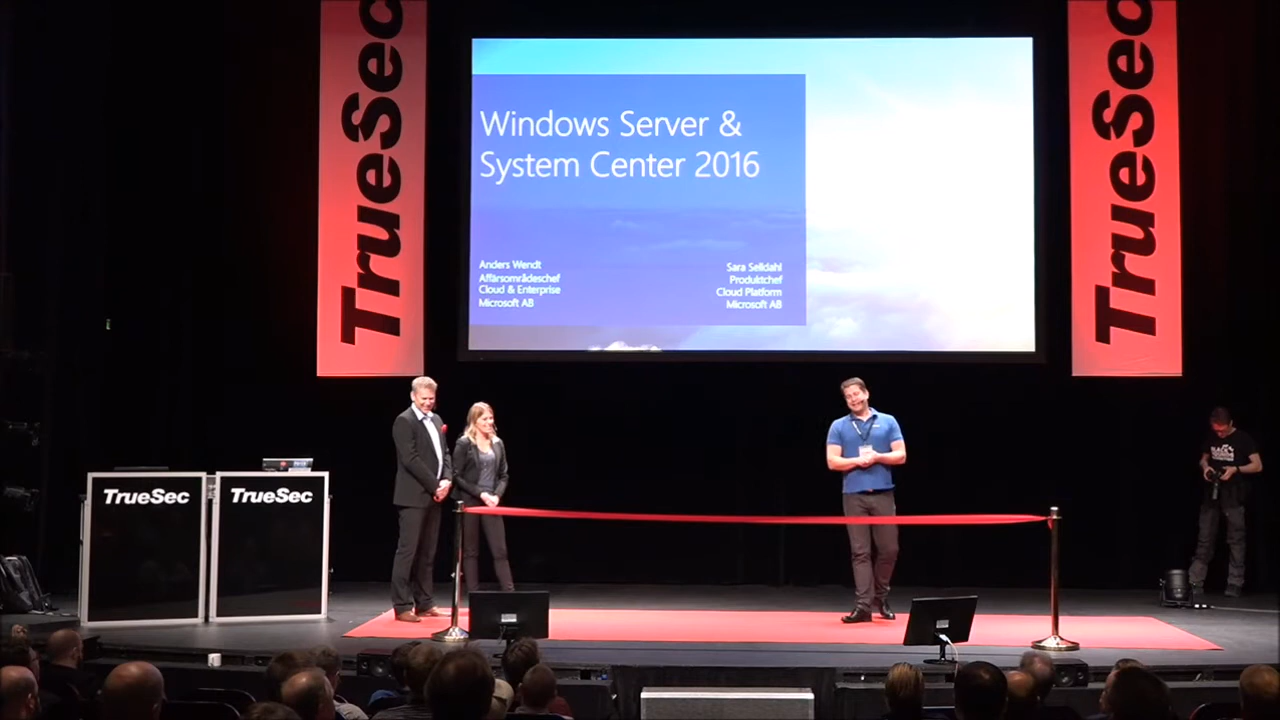 TrueSec
Windows Server &
System Center 2016
Anders Wendt
Affärsområdeschef
Cloud & Enterprise
Microsoft AB
Sara Selldahl
Produktchef
Cloud Platform
Microsoft AB
TrueSec
TrueSec
TrueSec